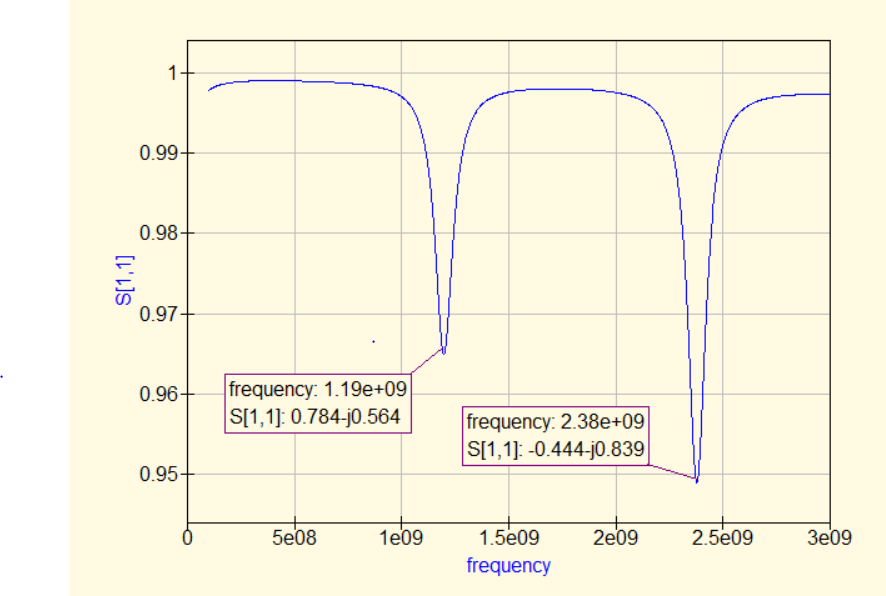 1
0.99
0.98
0.97
0.96
0.95
S[1,1]
frequency: 1.19e+09
S[1,1]: 0.784-j0.564
frequency: 2.38e+09
S[1,1]: -0.444-j0.839
0 5e08 1e09 1.5e09 2e09 2.5e09 3e09
frequency